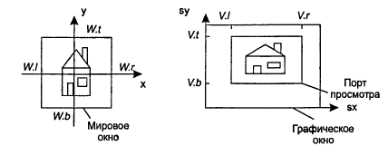 y
W.t
W.l
W.r
x
W.b
Мировое
окно
sy
V.l
V.r
V.t
V.b
Порт
просмотра
sx
Графическое
окно